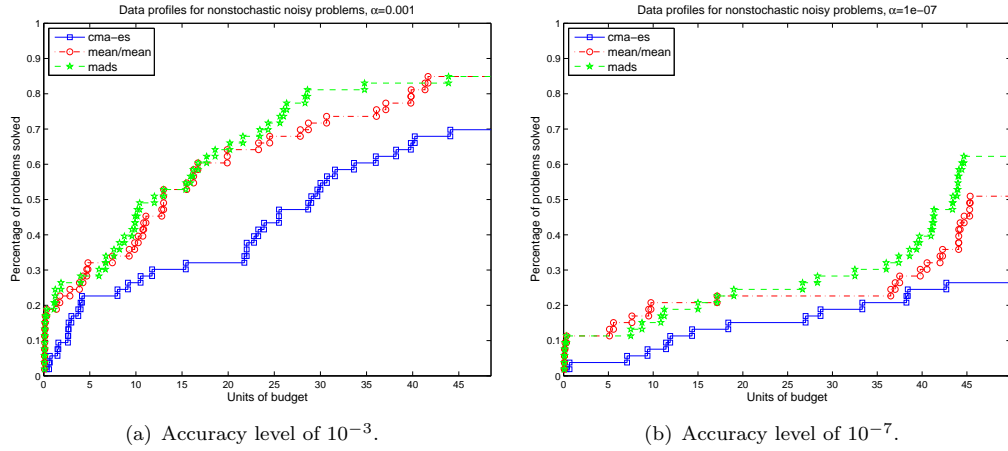 Data profiles for nonstochastic noisy problems, α=0.001
cma−es
mean/mean
mads
Percentage of problems solved
1
0.9
0.8
0.7
0.6
0.5
0.4
0.3
0.2
0.1
0
0 5 10 15 20 25 30 35 40 45
Units of budget
(a) Accuracy level of 10⁻³.
Data profiles for nonstochastic noisy problems, α=1e−07
cma−es
mean/mean
mads
Percentage of problems solved
1
0.9
0.8
0.7
0.6
0.5
0.4
0.3
0.2
0.1
0
0 5 10 15 20 25 30 35 40 45
Units of budget
(b) Accuracy level of 10⁻⁷.